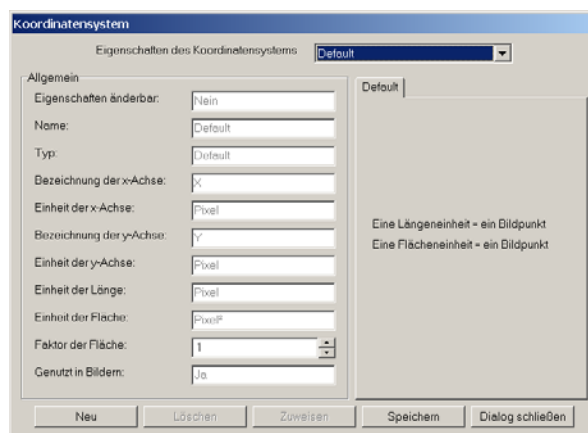 Koordinatensystem
Eigenschaften des Koordinatensystems Default
Allgemein
Eigenschaften änderbar: Nein
Name: Default
Typ: Default
Bezeichnung der x-Achse: X
Einheit der x-Achse: Pixel
Bezeichnung der y-Achse: Y
Einheit der y-Achse: Pixel
Einheit der Länge: Pixel
Einheit der Fläche: Pixel²
Faktor der Fläche: 1
Genutzt in Bildern: Ja
Default
Eine Längeneinheit = ein Bildpunkt
Eine Flächeneinheit = ein Bildpunkt
Neu Löschen Zuweisen Speichern Dialog schließen